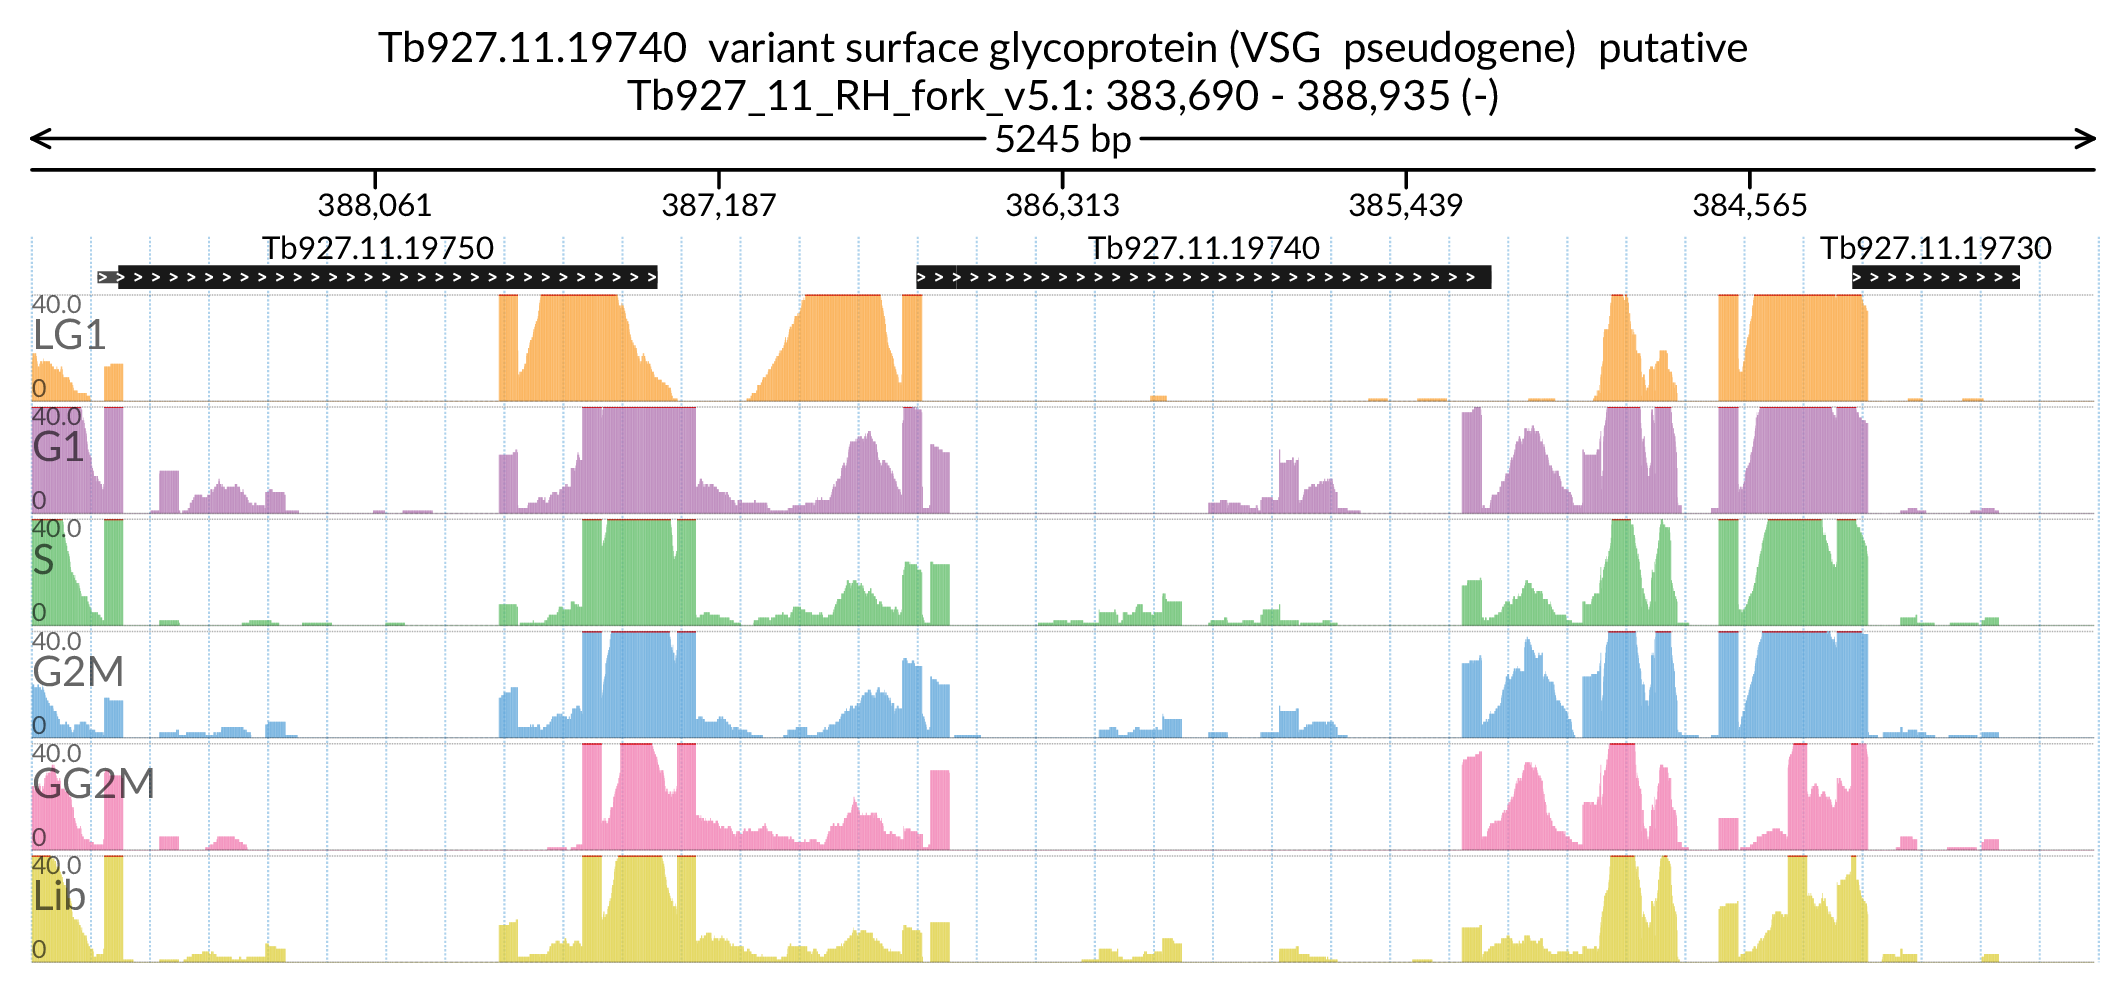 Tb927.11.19740  variant surface glycoprotein (VSG  pseudogene)  putative
Tb927_11_RH_fork_v5.1: 383,690 - 388,935 (-)
5245 bp
388,061 387,187 386,313 385,439 384,565
Tb927.11.19750 Tb927.11.19740 Tb927.11.19730
40.0
LG1
0
40.0
G1
0
40.0
S
0
40.0
G2M
0
40.0
GG2M
0
40.0
Lib
0